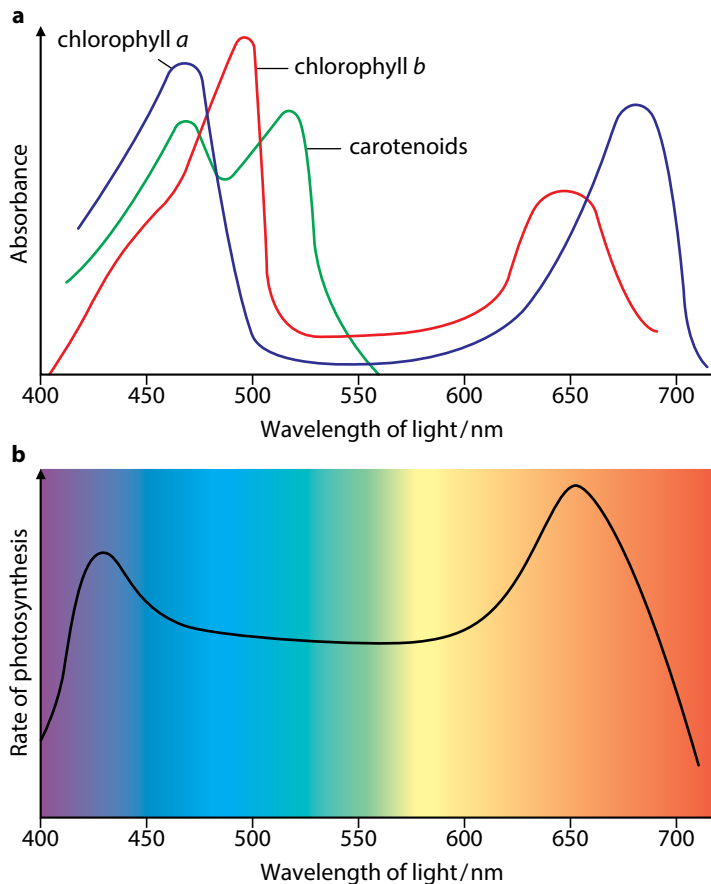 a
chlorophyll a
chlorophyll b
carotenoids
Absorbance
400 450 500 550 600 650 700
Wavelength of light/nm
b
Rate of photosynthesis
400 450 500 550 600 650 700
Wavelength of light/nm